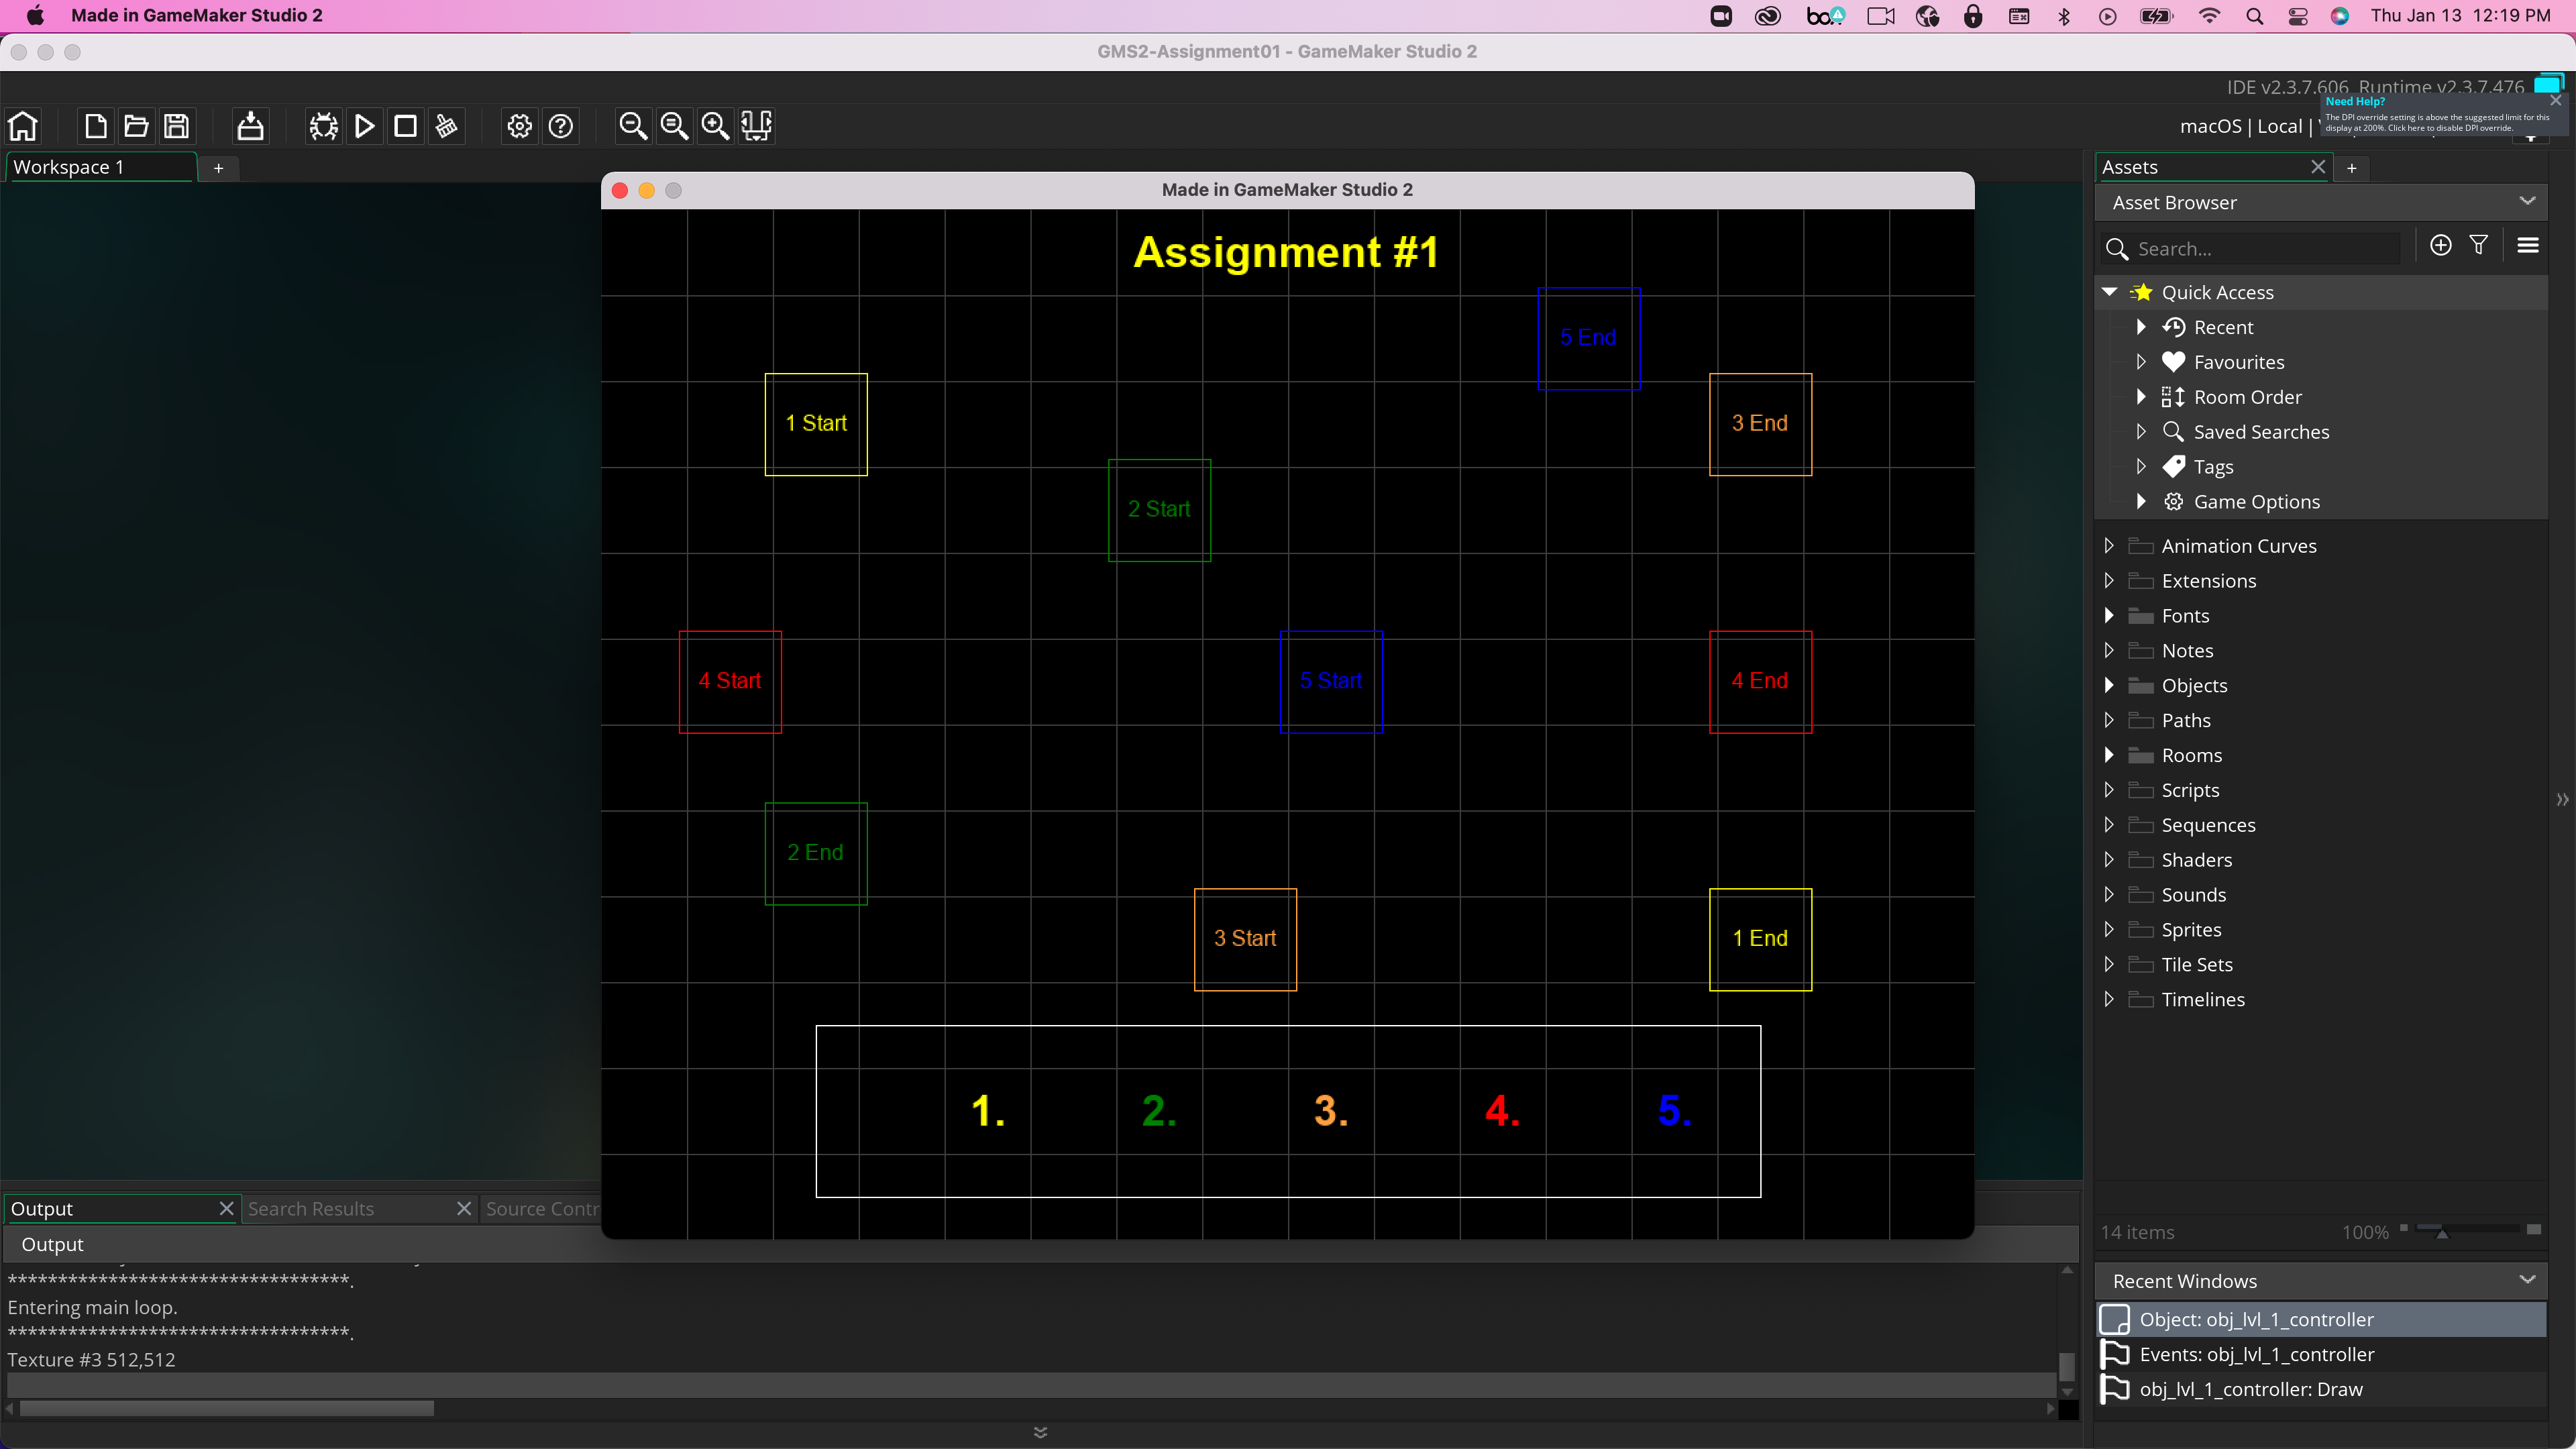 Made in GameMaker Studio 2
Thu Jan 13 12:19 PM
GMS2-Assignment01 - GameMaker Studio 2
IDE v2.3.7.606 Runtime v2.3.7.476
Need Help?
The DPI override setting is above the suggested limit for this
display at 200%. Click here to disable DPI override.
macOS | Local |
Workspace 1
Made in GameMaker Studio 2
Assignment #1
5 End
1 Start
3 End
2 Start
4 Start
5 Start
4 End
2 End
3 Start
1 End
1. 2. 3. 4. 5.
Assets
Asset Browser
Search...
Quick Access
Recent
Favourites
Room Order
Saved Searches
Tags
Game Options
Animation Curves
Extensions
Fonts
Notes
Objects
Paths
Rooms
Scripts
Sequences
Shaders
Sounds
Sprites
Tile Sets
Timelines
14 items 100%
Recent Windows
Object: obj_lvl_1_controller
Events: obj_lvl_1_controller
obj_lvl_1_controller: Draw
Output
Search Results
Source Contr
Output
**********************************.
Entering main loop.
**********************************.
Texture #3 512,512